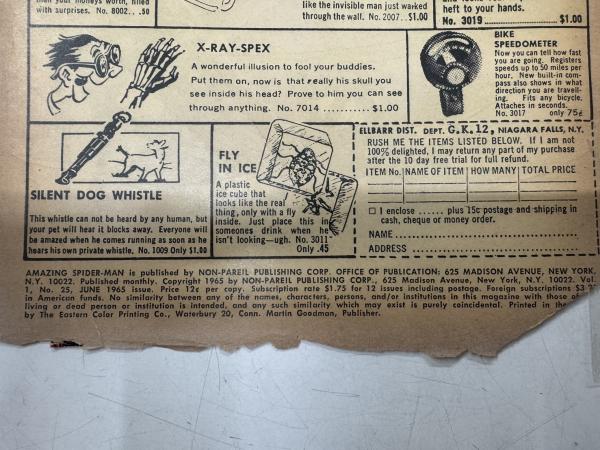 than your moneys worth, filled
with surprises. No. 8002.. .50
like the invisible man just walked
through the wall. No. 2007.. $1.00
heft to your hands.
No. 3019 $1.00
X-RAY-SPEX
A wonderful illusion to fool your buddies.
Put them on, now is that really his skull you
see inside his head? Prove to him you can see
through anything. No. 7014 ........... $1.00
BIKE
SPEEDOMETER
Now you can tell how fast
you are going. Registers
speeds up to 50 miles per
hour. New built-in com-
pass also shows in what
direction you are travell-
ing. Fits any bicycle.
Attaches in seconds.
No. 3017 only 75¢
SILENT DOG WHISTLE
This whistle can not be heard by any human, but
your pet will hear it blocks away. Everyone will
be amazed when he comes running as soon as he
hears his own private whistle. No. 1009 Only $1.00
FLY
IN ICE
A plastic
ice cube that
looks like the real
thing, only with a fly
inside. Just place this in
someones drink when he
isn't looking—ugh. No. 3011
Only .45
ELLBARR DIST. DEPT. G.K.12, NIAGARA FALLS, N.Y.
RUSH ME THE ITEMS LISTED BELOW. If I am not
100% delighted, I may return any part of my purchase
after the 10 day free trial for full refund.
ITEM No. NAME OF ITEM HOW MANY TOTAL PRICE
I enclose ...... plus 15c postage and shipping in
cash, cheque or money order.
NAME
ADDRESS
AMAZING SPIDER-MAN is published by NON-PAREIL PUBLISHING CORP. OFFICE OF PUBLICATION: 625 MADISON AVENUE, NEW YORK,
N.Y. 10022. Published monthly. Copyright 1965 by NON-PAREIL PUBLISHING CORP., 625 Madison Avenue, New York, N.Y. 10022. Vol.
1, No. 25, JUNE 1965 issue. Price 12¢ per copy. Subscription rate $1.75 for 12 issues including postage. Foreign subscriptions
in American funds. No similarity between any of the names, characters, persons, and/or institutions in this magazine with those of
living or dead person or institution is intended, and any such similarity which may exist is purely coincidental. Printed in the
by The Eastern Color Printing Co., Waterbury 20, Conn. Martin Goodman, Publisher.